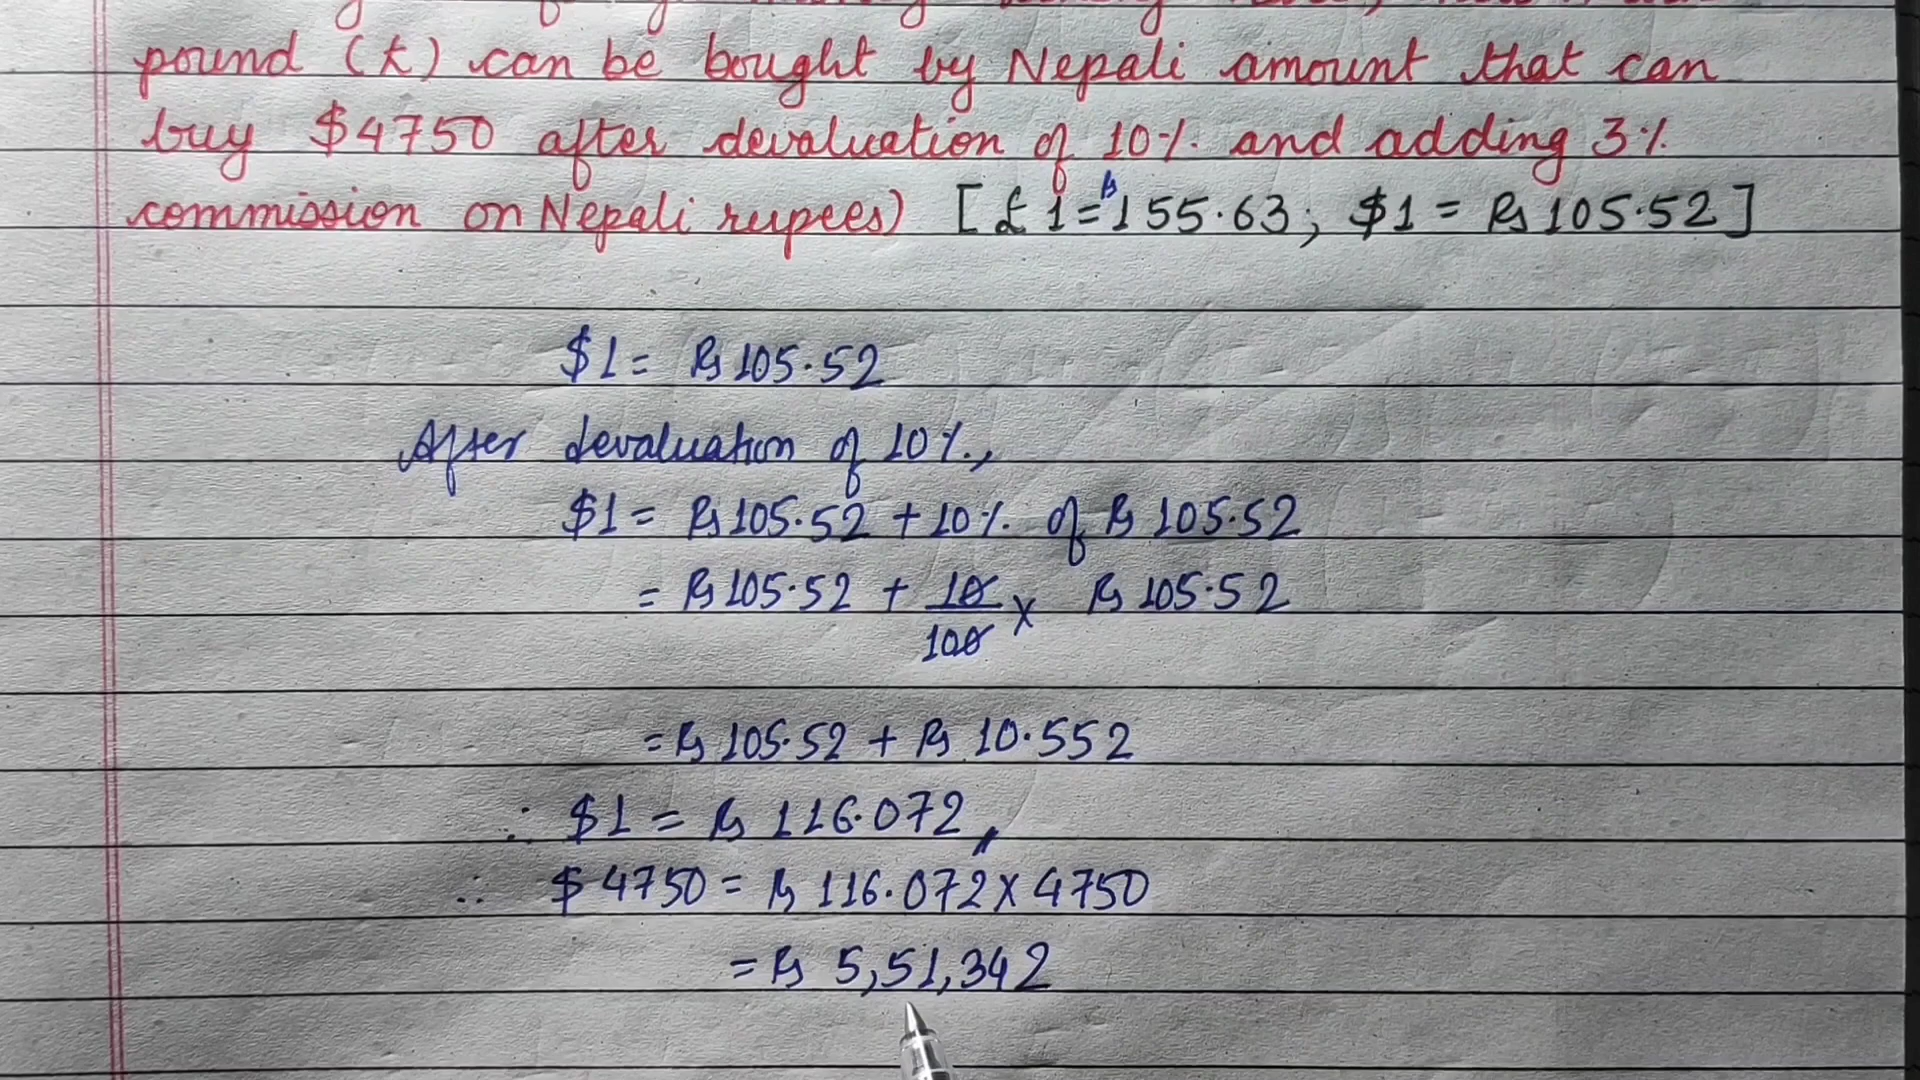 pound (£) can be bought by Nepali amount that can
buy $4750 after devaluation of 10% and adding 3%
commission on Nepali rupees) [£1=Rs 155.63; $1 = Rs 105.52]
$1 = Rs 105.52
After devaluation of 10%,
$1 = Rs 105.52 + 10% of Rs 105.52
= Rs 105.52 + 10/100 × Rs 105.52
= Rs 105.52 + Rs 10.552
∴ $1 = Rs 116.072
∴ $4750 = Rs 116.072 × 4750
= Rs 5,51,342